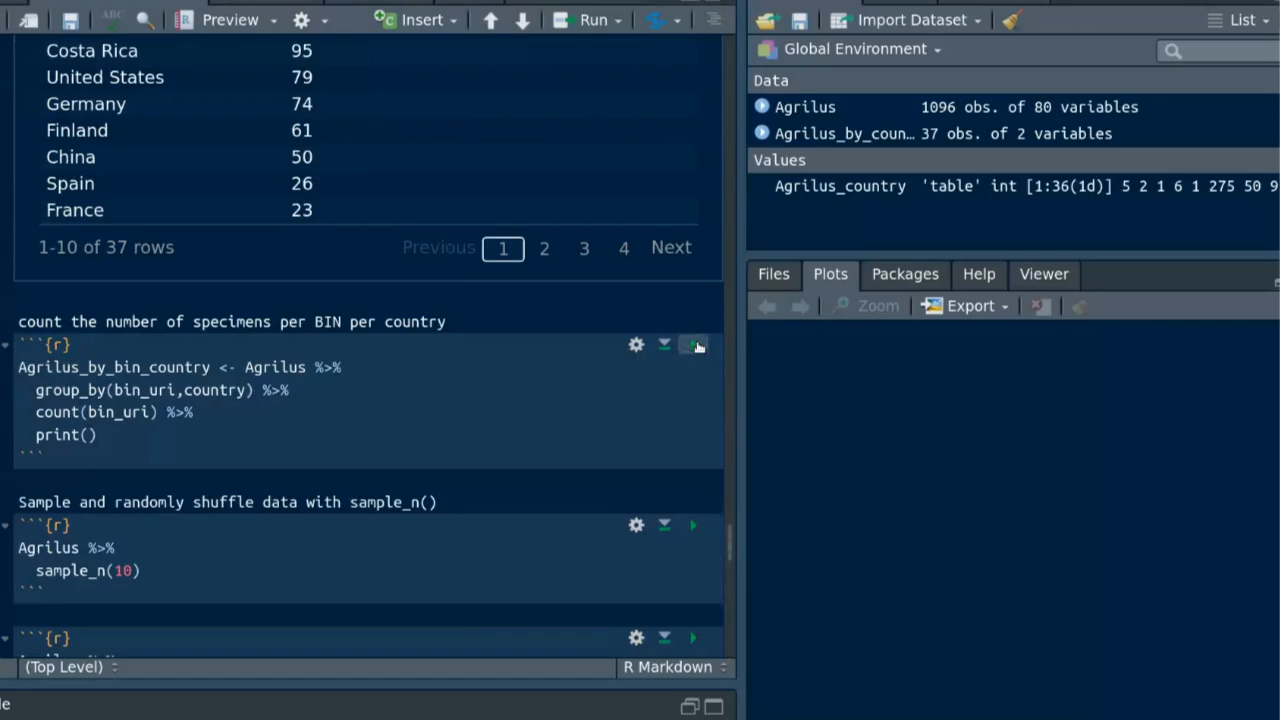 Preview
Insert
Run
Import Dataset
List
Global Environment
Costa Rica 95
United States 79
Germany 74
Finland 61
China 50
Spain 26
France 23
1-10 of 37 rows Previous 1 2 3 4 Next
count the number of specimens per BIN per country
```{r}
Agrilus_by_bin_country <- Agrilus %>%
group_by(bin_uri,country) %>%
count(bin_uri) %>%
print()
```
Sample and randomly shuffle data with sample_n()
```{r}
Agrilus %>%
sample_n(10)
```
```{r}
(Top Level) R Markdown
le
Data
Agrilus 1096 obs. of 80 variables
Agrilus_by_coun… 37 obs. of 2 variables
Values
Agrilus_country 'table' int [1:36(1d)] 5 2 1 6 1 275 50 9
Files Plots Packages Help Viewer
Zoom Export